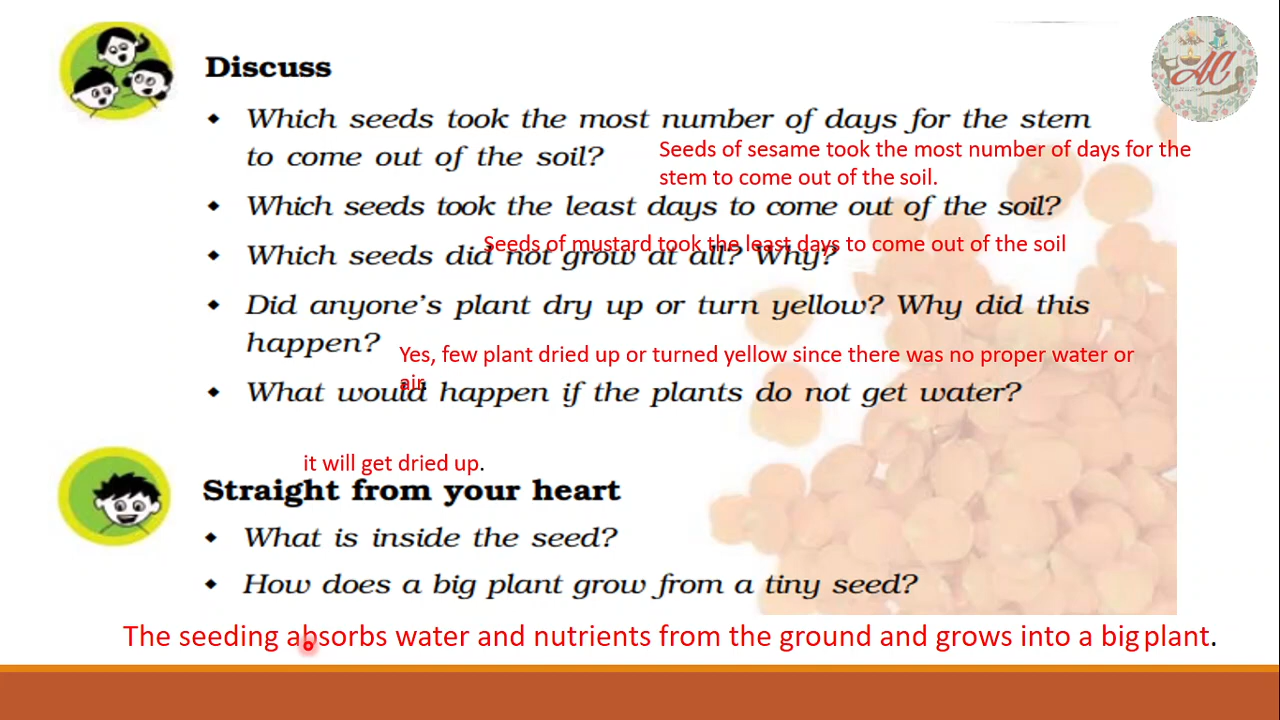 AC
Discuss
Which seeds took the most number of days for the stem
to come out of the soil?
Seeds of sesame took the most number of days for the
stem to come out of the soil.
Which seeds took the least days to come out of the soil?
Seeds of mustard took the least days to come out of the soil
Which seeds did not grow at all? Why?
Did anyone's plant dry up or turn yellow? Why did this
happen?
Yes, few plant dried up or turned yellow since there was no proper water or
air.
What would happen if the plants do not get water?
it will get dried up.
Straight from your heart
What is inside the seed?
How does a big plant grow from a tiny seed?
The seeding absorbs water and nutrients from the ground and grows into a big plant.